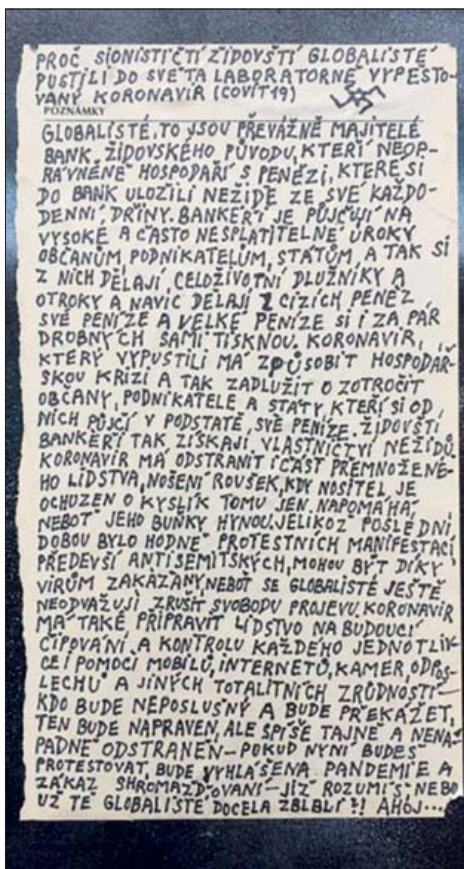 PROČ SIONISTIČTÍ ŽIDOVŠTÍ GLOBALISTÉ
PUSTILI DO SVĚTA LABORATORNĚ VYPĚSTO-
VANÝ KORONAVIR (COVIT19)
POZNÁMKY
GLOBALISTÉ, TO JSOU PŘEVÁŽNĚ MAJITELÉ
BANK, ŽIDOVSKÉHO PŮVODU, KTEŘÍ NEOP-
RÁVNĚNĚ HOSPODAŘÍ S PENĚZI, KTERÉ SI
DO BANK ULOŽILI NEŽIDÉ ZE SVÉ KAŽDO-
DENNÍ DŘINY. BANKÉŘI JE PŮJČUJÍ NA
VYSOKÉ A ČASTO NESPLATITELNÉ ÚROKY
OBČANŮM, PODNIKATELŮM, STÁTŮM, A TAK SI
Z NICH DĚLAJÍ, CELOŽIVOTNÍ DLUŽNÍKY A
OTROKY A NAVÍC DĚLAJÍ Z CIZÍCH PENĚZ
SVÉ PENÍZE A VELKÉ PENÍZE SI I ZA PÁR
DROBNÝCH SAMI TISKNOU. KORONAVIR,
KTERÝ VYPUSTILI MÁ ZPŮSOBIT HOSPODÁŘ-
SKOU KRIZI A TAK ZADLUŽIT O ZOTROČIT
OBČANY, PODNIKATELE A STÁTY, KTEŘÍ SI OD
NICH PŮJČÍ V PODSTATĚ, SVÉ PENÍZE. ŽIDOVŠTÍ
BANKÉŘI TAK ZÍSKAJÍ VLASTNICTVÍ NEŽIDŮ.
KORONAVIR MÁ ODSTRANIT I ČÁST PŘEMNOŽENÉ-
HO LIDSTVA, NOŠENÍ ROUŠEK, KDY NOSITEL JE
OCHUZEN O KYSLÍK TOMU JEN NAPOMÁHÁ,
NEBOŤ JEHO BUŇKY HYNOU. JELIKOŽ POSLEDNÍ
DOBOU BYLO HODNĚ PROTESTNÍCH MANIFESTACÍ
PŘEDEVŠÍ ANTISEMITSKÝCH, MOHOU BÝT DÍKY
VIRŮM ZAKÁZÁNY, NEBOŤ SE GLOBALISTÉ JEŠTĚ
NEODVAŽUJÍ ZRUŠIT SVOBODU PROJEVU. KORONAVIR
MÁ TAKÉ PŘIPRAVIT LIDSTVO NA BUDOUCÍ
ČIPOVÁNÍ A KONTROLU KAŽDÉHO JEDNOTLIV-
CE I POMOCÍ MOBILŮ, INTERNETŮ, KAMER, ODPOS-
LECHŮ A JINÝCH TOTALITNÍCH ZRŮDNOSTÍ –
KDO BUDE NEPOSLUŠNÝ A BUDE PŘEKÁŽET,
TEN BUDE NAPRAVEN, ALE SPÍŠE TAJNĚ A NENÁ-
PADNĚ ODSTRANĚN – POKUD NYNÍ BUDEŠ
PROTESTOVAT, BUDE VYHLÁŠENA PANDEMIE A
ZÁKAZ SHROMAŽĎOVÁNÍ – JIŽ ROZUMÍŠ, NEBO
UŽ TĚ GLOBALISTÉ DOCELA ZBLBLI?! AHOJ...